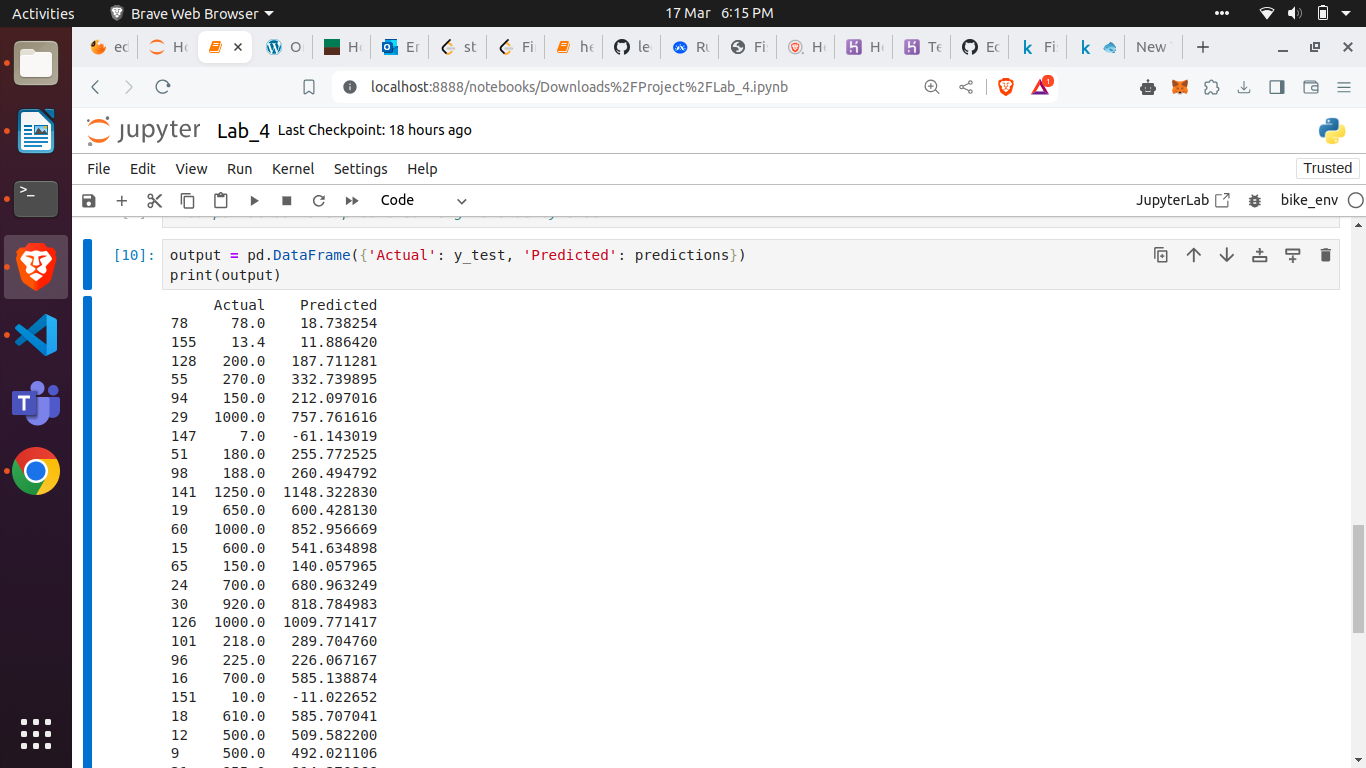 Activities Brave Web Browser 17 Mar 6:15 PM
ed Ho O Ho Er st Fi he le Ru Fi H He Te Ec Fi New
localhost:8888/notebooks/Downloads%2FProject%2FLab_4.ipynb 1
jupyter Lab_4 Last Checkpoint: 18 hours ago
File Edit View Run Kernel Settings Help Trusted
Code JupyterLab bike_env
[10]: output = pd.DataFrame({'Actual': y_test, 'Predicted': predictions})
print(output)
Actual Predicted
78 78.0 18.738254
155 13.4 11.886420
128 200.0 187.711281
55 270.0 332.739895
94 150.0 212.097016
29 1000.0 757.761616
147 7.0 -61.143019
51 180.0 255.772525
98 188.0 260.494792
141 1250.0 1148.322830
19 650.0 600.428130
60 1000.0 852.956669
15 600.0 541.634898
65 150.0 140.057965
24 700.0 680.963249
30 920.0 818.784983
126 1000.0 1009.771417
101 218.0 289.704760
96 225.0 226.067167
16 700.0 585.138874
151 10.0 -11.022652
18 610.0 585.707041
12 500.0 509.582200
9 500.0 492.021106